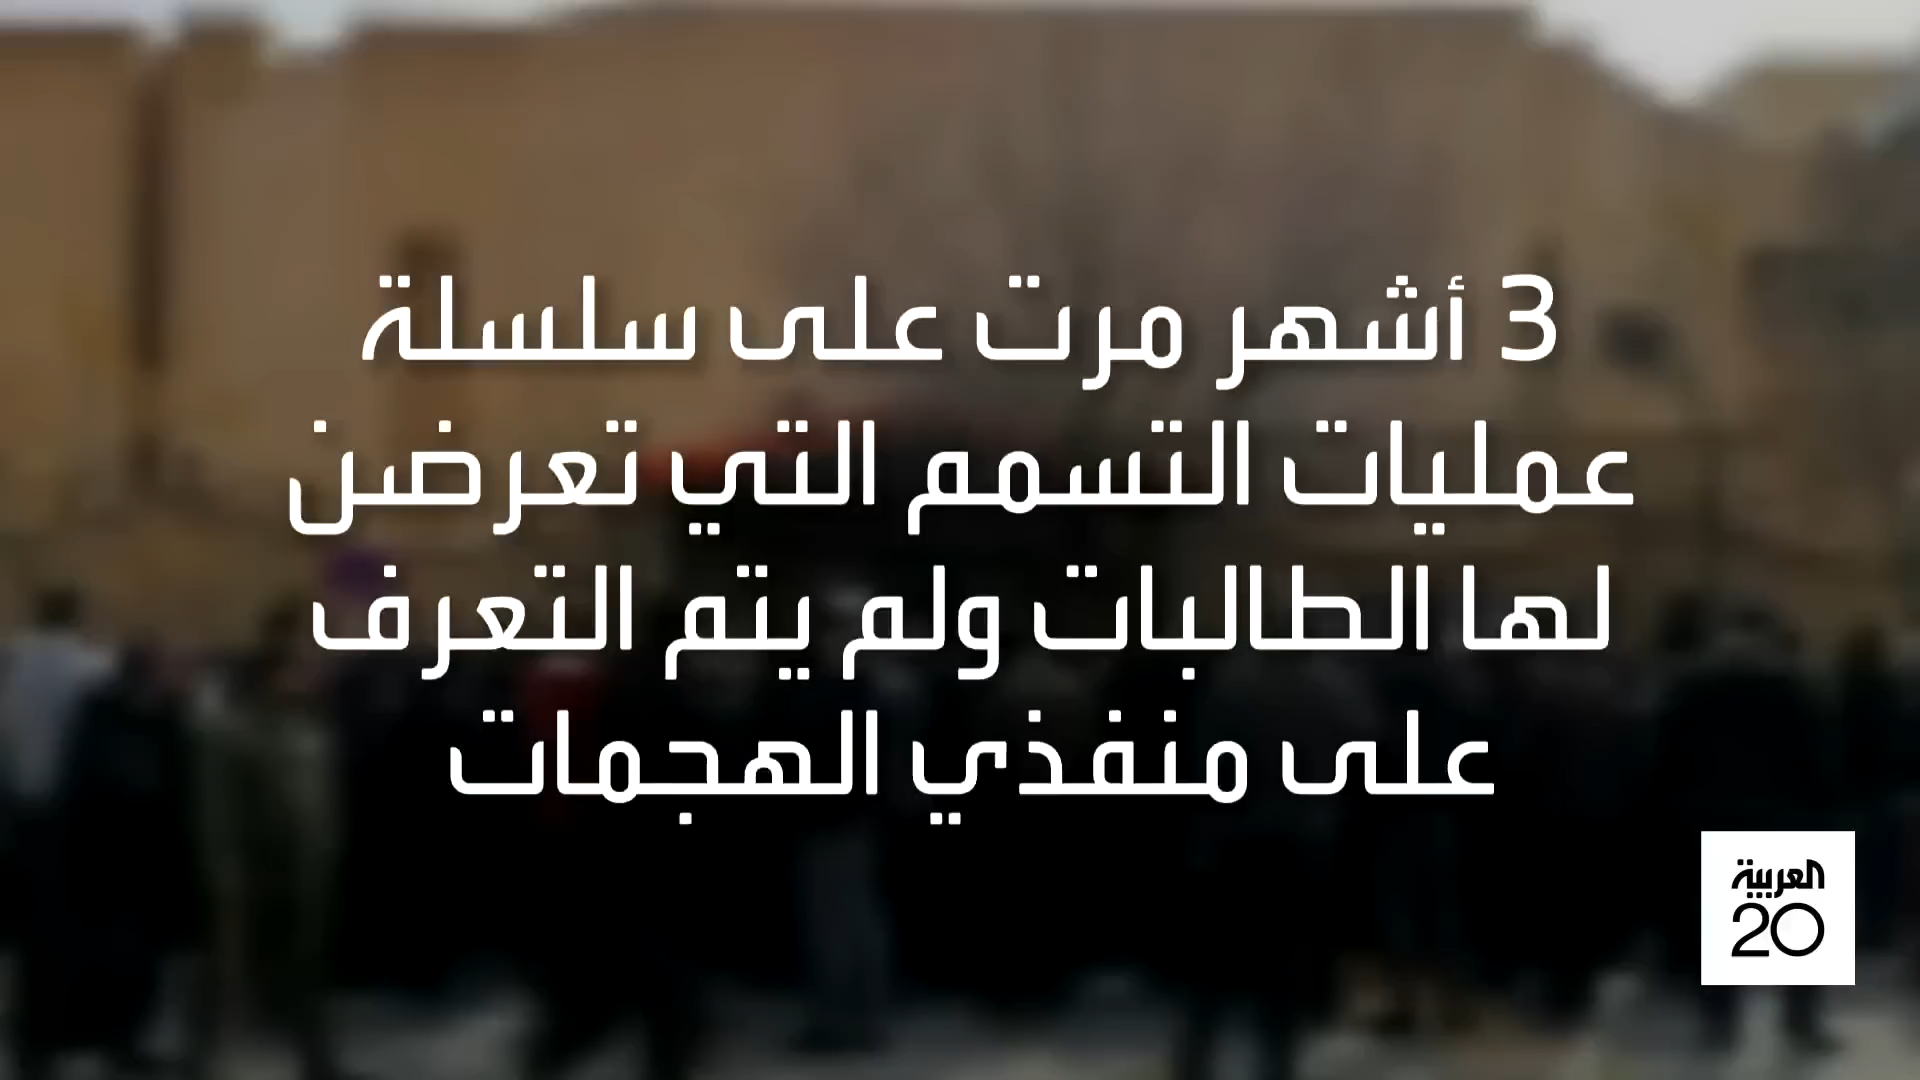 3 أشهر مرت على سلسلة
عمليات التسمم التي تعرضن
لها الطالبات ولم يتم التعرف
على منفذي الهجمات
العربية
20